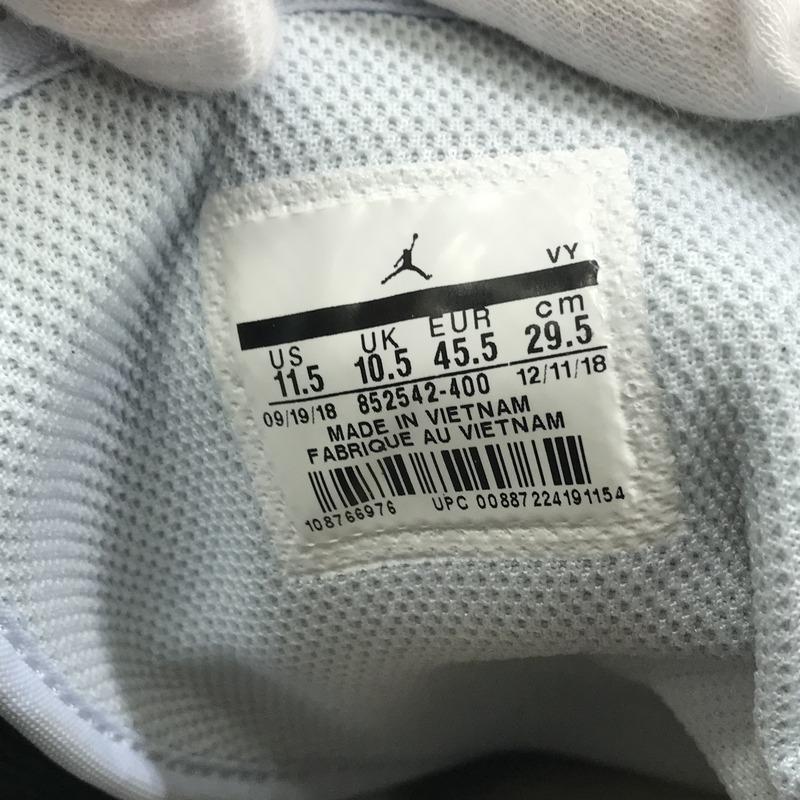 VY
US UK EUR cm
11.5 10.5 45.5 29.5
09/19/18 852542-400 12/11/18
MADE IN VIETNAM
FABRIQUE AU VIETNAM
108766976 UPC 00887224191154